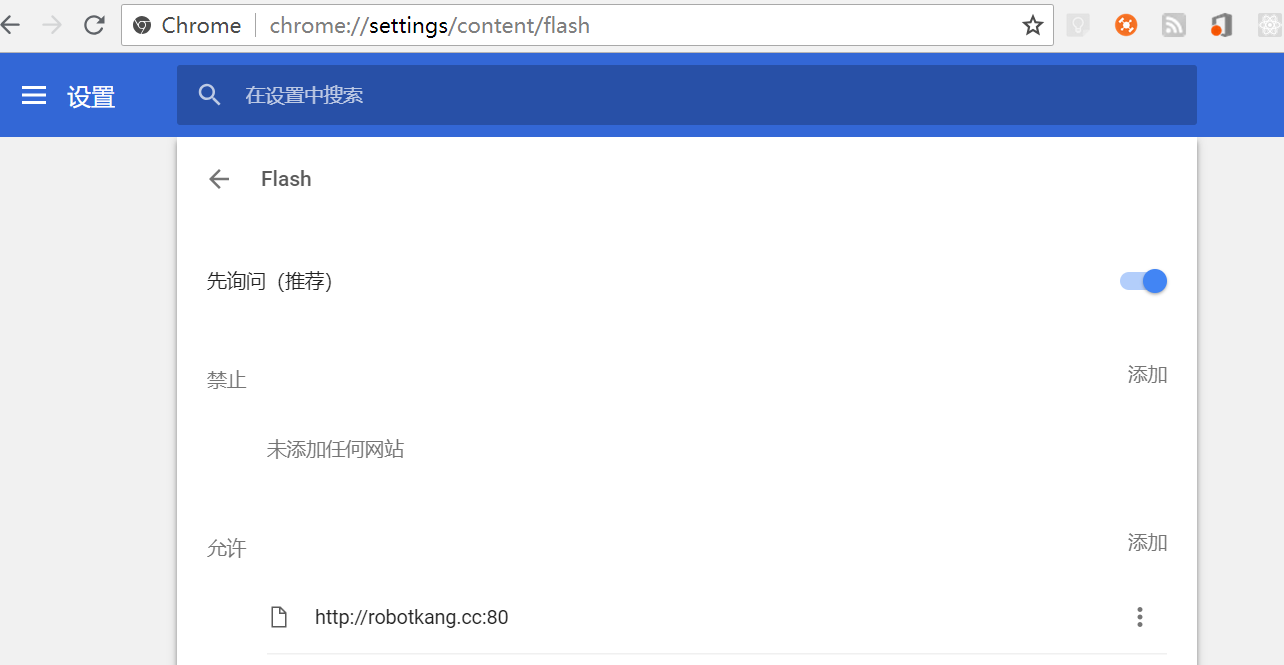 Chrome chrome://settings/content/flash
设置 在设置中搜索
Flash
先询问（推荐）
禁止 添加
未添加任何网站
允许 添加
http://robotkang.cc:80